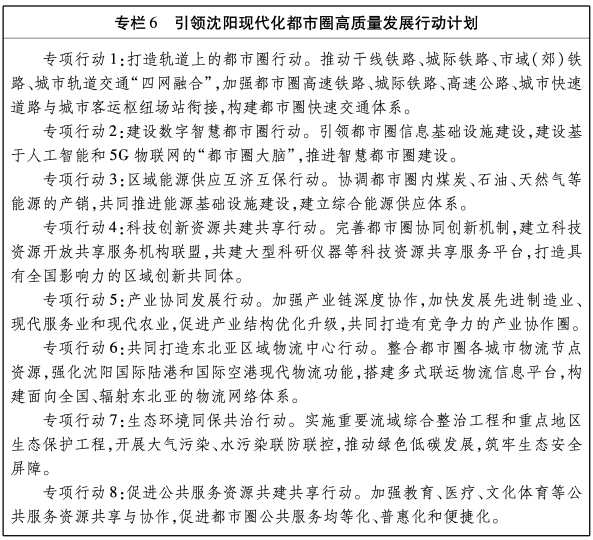 专栏 6 引领沈阳现代化都市圈高质量发展行动计划
专项行动 1:打造轨道上的都市圈行动。推动干线铁路、城际铁路、市域(郊)铁
路、城市轨道交通“四网融合”,加强都市圈高速铁路、城际铁路、高速公路、城市快速
道路与城市客运枢纽场站衔接,构建都市圈快速交通体系。
专项行动 2:建设数字智慧都市圈行动。引领都市圈信息基础设施建设,建设基
于人工智能和 5G 物联网的“都市圈大脑”,推进智慧都市圈建设。
专项行动 3:区域能源供应互济互保行动。协调都市圈内煤炭、石油、天然气等
能源的产销,共同推进能源基础设施建设,建立综合能源供应体系。
专项行动 4:科技创新资源共建共享行动。完善都市圈协同创新机制,建立科技
资源开放共享服务机构联盟,共建大型科研仪器等科技资源共享服务平台,打造具
有全国影响力的区域创新共同体。
专项行动 5:产业协同发展行动。加强产业链深度协作,加快发展先进制造业、
现代服务业和现代农业,促进产业结构优化升级,共同打造有竞争力的产业协作圈。
专项行动 6:共同打造东北亚区域物流中心行动。整合都市圈各城市物流节点
资源,强化沈阳国际陆港和国际空港现代物流功能,搭建多式联运物流信息平台,构
建面向全国、辐射东北亚的物流网络体系。
专项行动 7:生态环境同保共治行动。实施重要流域综合整治工程和重点地区
生态保护工程,开展大气污染、水污染联防联控,推动绿色低碳发展,筑牢生态安全
屏障。
专项行动 8:促进公共服务资源共建共享行动。加强教育、医疗、文化体育等公
共服务资源共享与协作,促进都市圈公共服务均等化、普惠化和便捷化。